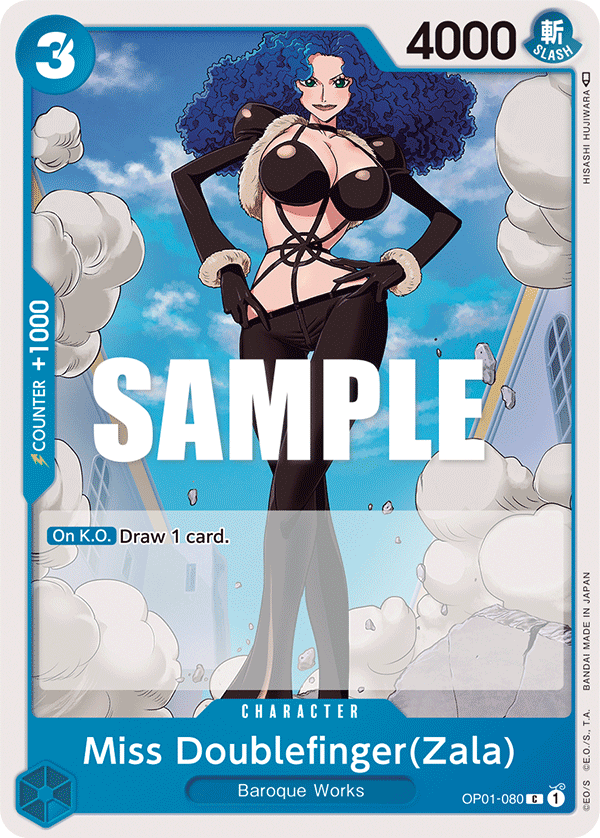 3
4000
斬
SLASH
HISASHI HUJIWARA
COUNTER +1000
SAMPLE
On K.O. Draw 1 card.
BANDAI MADE IN JAPAN
©E.O./S., T.A.
©EO/S
CHARACTER
Miss Doublefinger(Zala)
Baroque Works
OP01-080 C 1